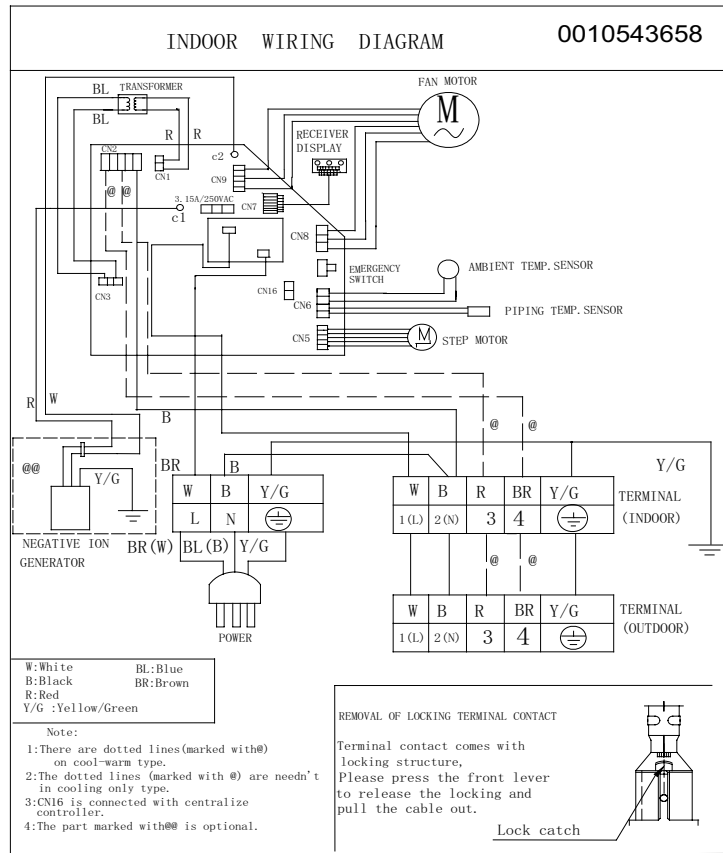 INDOOR WIRING DIAGRAM
0010543658
BL
TRANSFORMER
FAN MOTOR
M
BL
R R
RECEIVER
DISPLAY
CN2
c2
CN1
CN9
@ @
3.15A/250VAC
CN7
c1
CN8
EMERGENCY
SWITCH
AMBIENT TEMP.SENSOR
CN16
CN3
CN6
PIPING TEMP.SENSOR
CN5
M
STEP MOTOR
R W
B
@ @
@@
Y/G
BR
B
Y/G
W B Y/G
L N
W B R BR Y/G
1(L) 2(N) 3 4
TERMINAL
(INDOOR)
NEGATIVE ION
GENERATOR
BR(W) BL(B) Y/G
@ @
POWER
W B R BR Y/G
1(L) 2(N) 3 4
TERMINAL
(OUTDOOR)
W:White BL:Blue
B:Black BR:Brown
R:Red
Y/G :Yellow/Green
Note:
1:There are dotted lines(marked with@)
on cool-warm type.
2:The dotted lines (marked with @) are needn't
in cooling only type.
3:CN16 is connected with centralize
controller.
4:The part marked with@@ is optional.
REMOVAL OF LOCKING TERMINAL CONTACT
Terminal contact comes with
locking structure,
Please press the front lever
to release the locking and
pull the cable out.
Lock catch